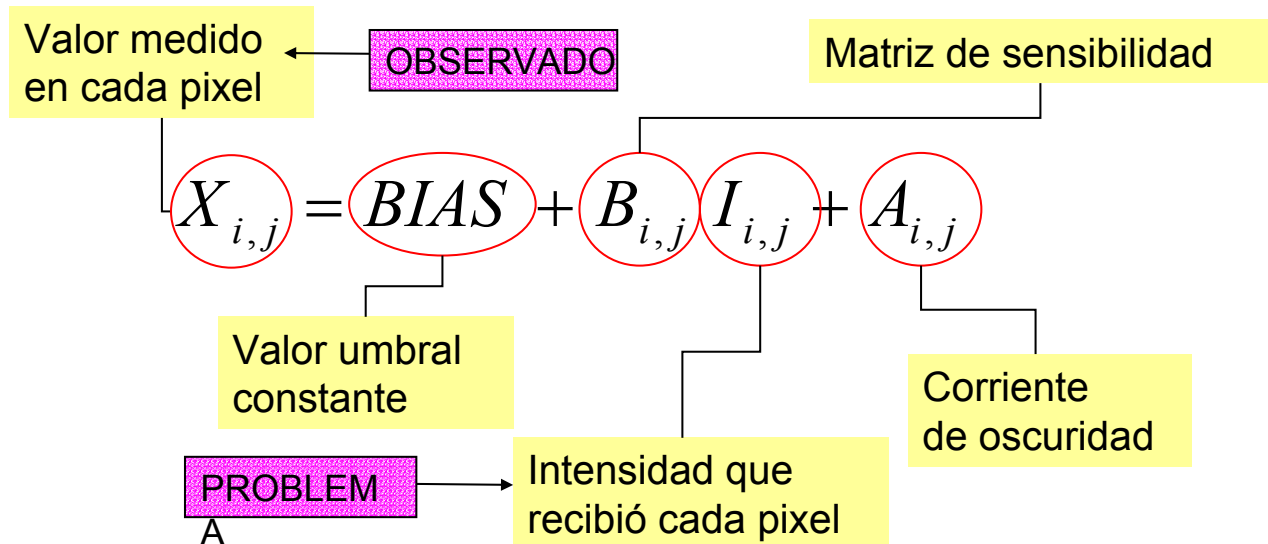 Valor medido
en cada pixel
OBSERVADO
Matriz de sensibilidad
X i,j = BIAS + B i,j I i,j + A i,j
Valor umbral
constante
Corriente
de oscuridad
PROBLEM
A
Intensidad que
recibió cada pixel